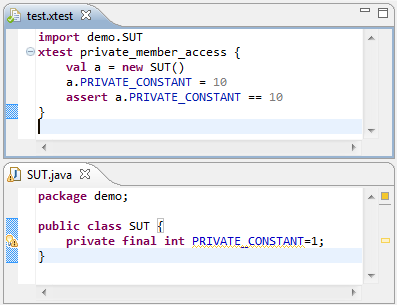 test.xtest
import demo.SUT
xtest private_member_access {
val a = new SUT()
a.PRIVATE_CONSTANT = 10
assert a.PRIVATE_CONSTANT == 10
}
SUT.java
package demo;
public class SUT {
private final int PRIVATE_CONSTANT=1;
}